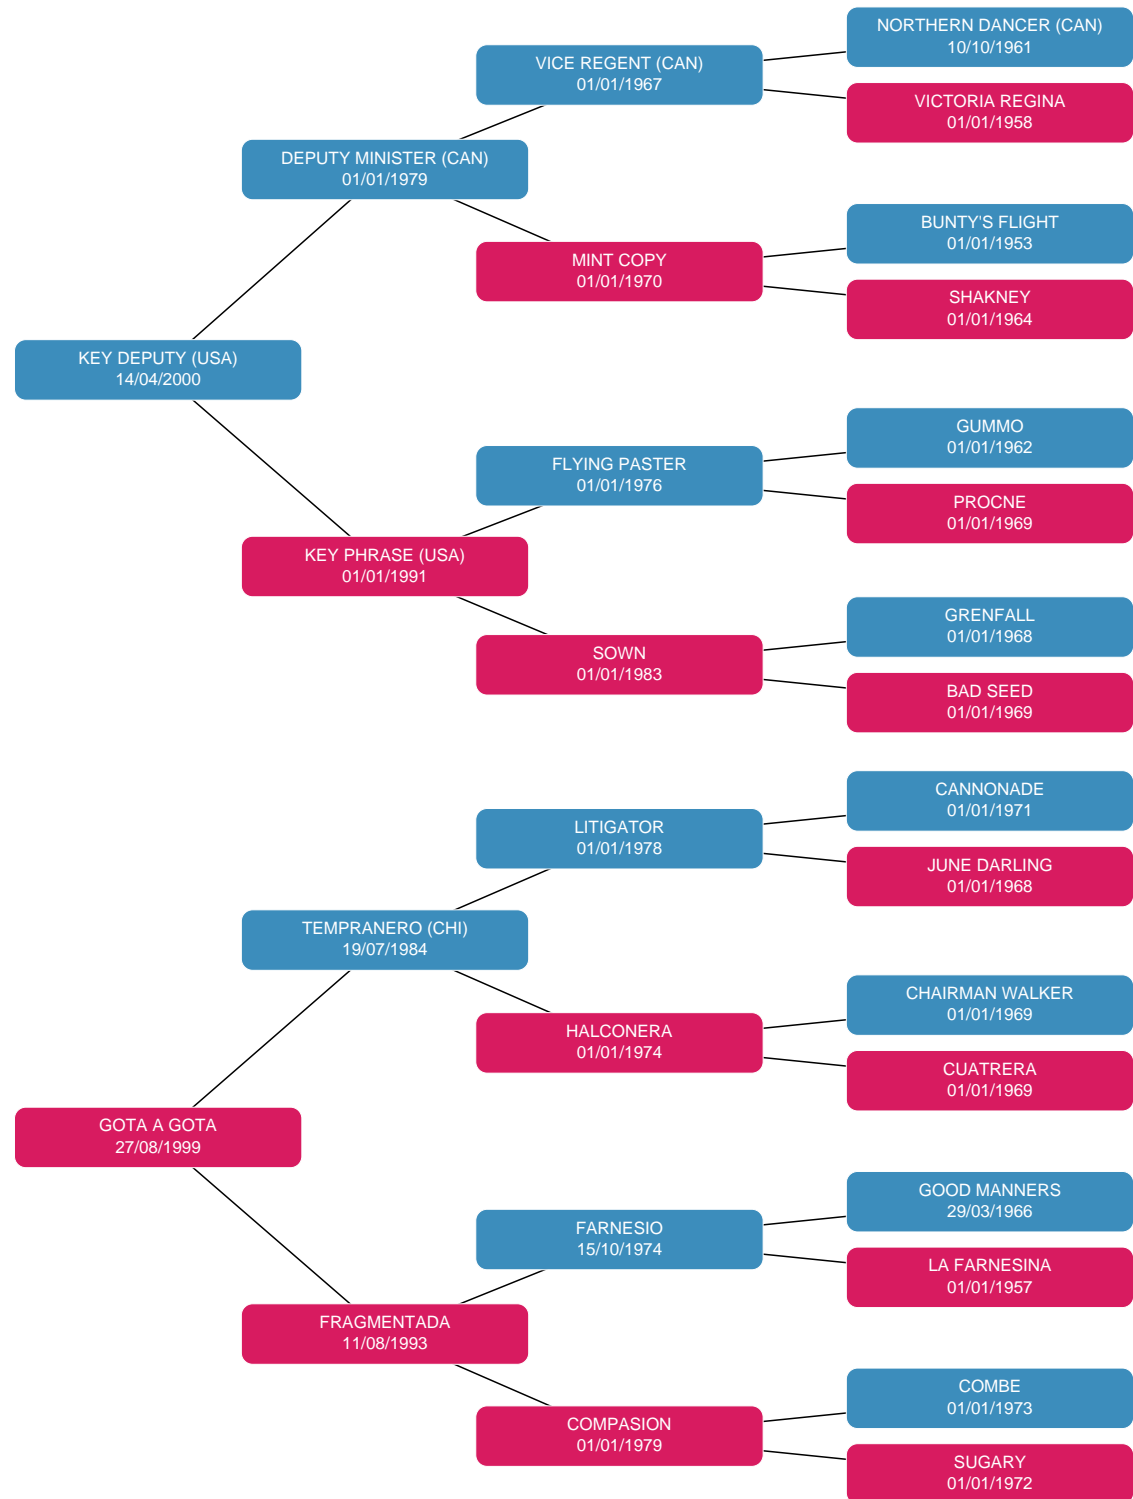 NORTHERN DANCER (CAN)
10/10/1961
VICE REGENT (CAN)
01/01/1967
VICTORIA REGINA
01/01/1958
DEPUTY MINISTER (CAN)
01/01/1979
BUNTY'S FLIGHT
01/01/1953
MINT COPY
01/01/1970
SHAKNEY
01/01/1964
KEY DEPUTY (USA)
14/04/2000
GUMMO
01/01/1962
FLYING PASTER
01/01/1976
PROCNE
01/01/1969
KEY PHRASE (USA)
01/01/1991
GRENFALL
01/01/1968
SOWN
01/01/1983
BAD SEED
01/01/1969
CANNONADE
01/01/1971
LITIGATOR
01/01/1978
JUNE DARLING
01/01/1968
TEMPRANERO (CHI)
19/07/1984
CHAIRMAN WALKER
01/01/1969
HALCONERA
01/01/1974
CUATRERA
01/01/1969
GOTA A GOTA
27/08/1999
GOOD MANNERS
29/03/1966
FARNESIO
15/10/1974
LA FARNESINA
01/01/1957
FRAGMENTADA
11/08/1993
COMBE
01/01/1973
COMPASION
01/01/1979
SUGARY
01/01/1972